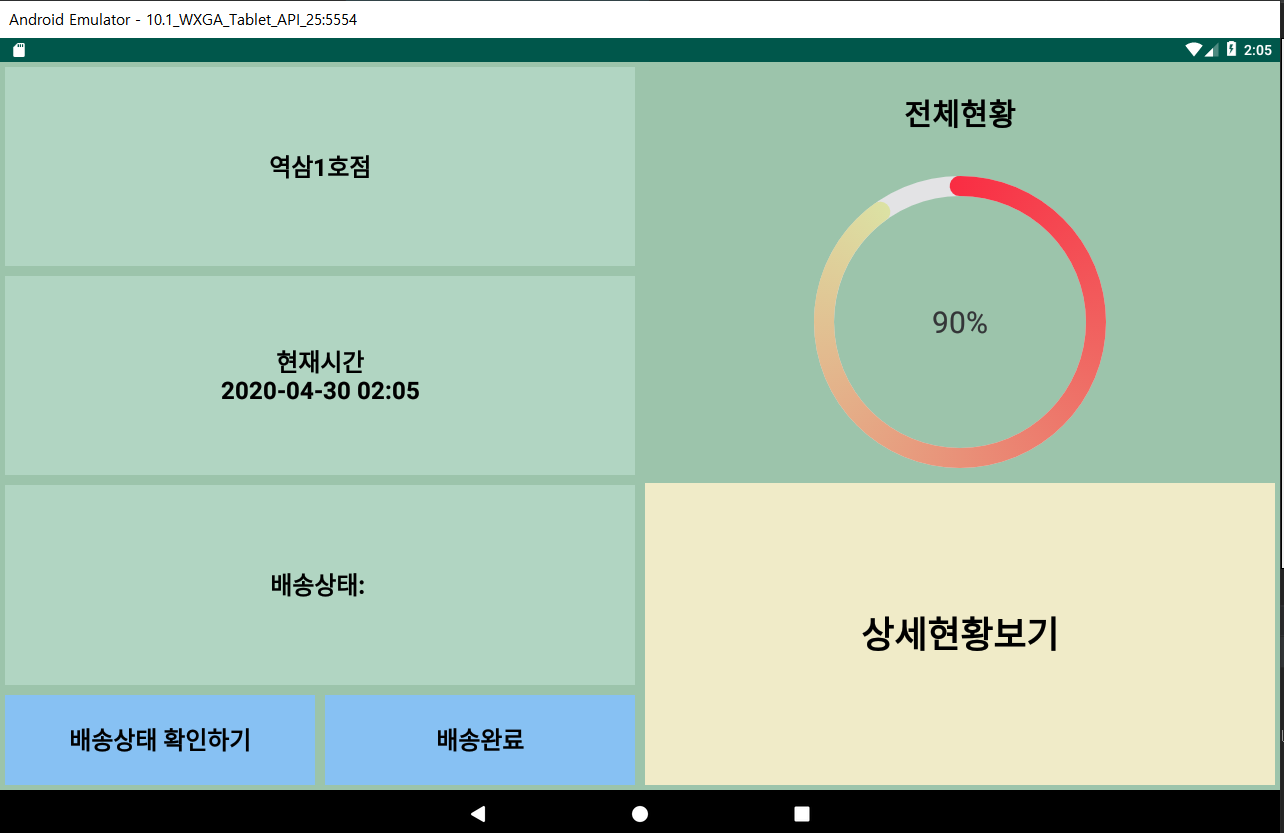 Android Emulator - 10.1_WXGA_Tablet_API_25:5554
2:05
역삼1호점
현재시간
2020-04-30 02:05
배송상태:
배송상태 확인하기
배송완료
전체현황
90%
상세현황보기